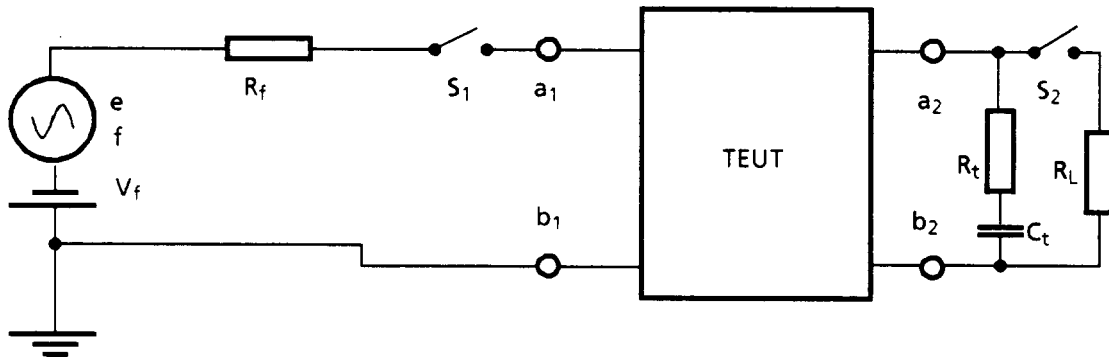 e
f
V_f
R_f
S_1
a_1
b_1
TEUT
a_2
b_2
S_2
R_t
C_t
R_L